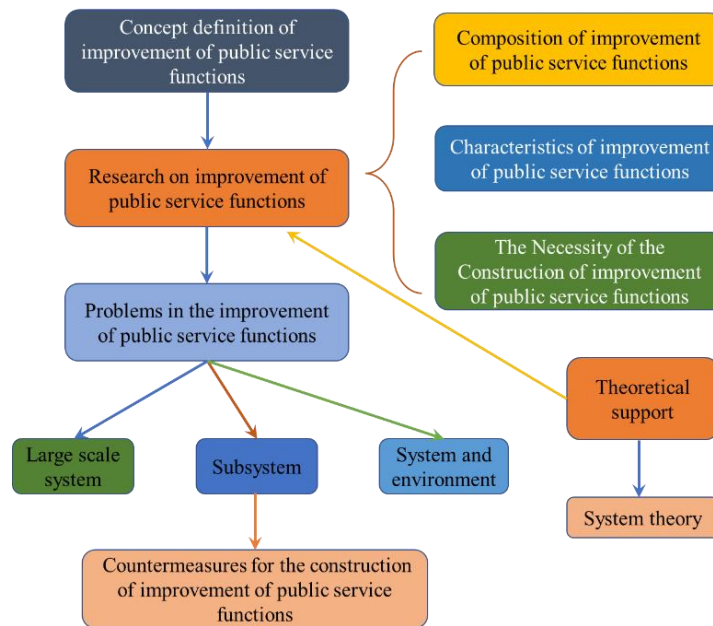 Concept definition of
improvement of public service
functions
Composition of improvement
of public service functions
Research on improvement of
public service functions
Characteristics of improvement
of public service functions
The Necessity of the
Construction of improvement
of public service functions
Problems in the improvement
of public service functions
Theoretical
support
Large scale
system
Subsystem
System and
environment
System theory
Countermeasures for the construction
of improvement of public service
functions